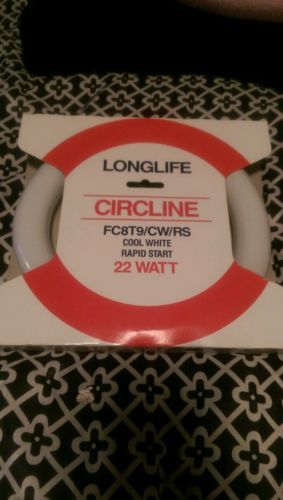 LONGLIFE
CIRCLINE
FC8T9/CW/RS
COOL WHITE
RAPID START
22 WATT